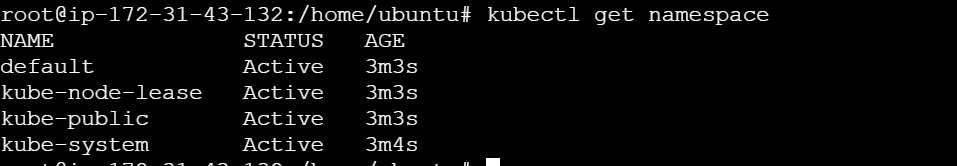 root@ip-172-31-43-132:/home/ubuntu# kubectl get namespace
NAME STATUS AGE
default Active 3m3s
kube-node-lease Active 3m3s
kube-public Active 3m3s
kube-system Active 3m4s